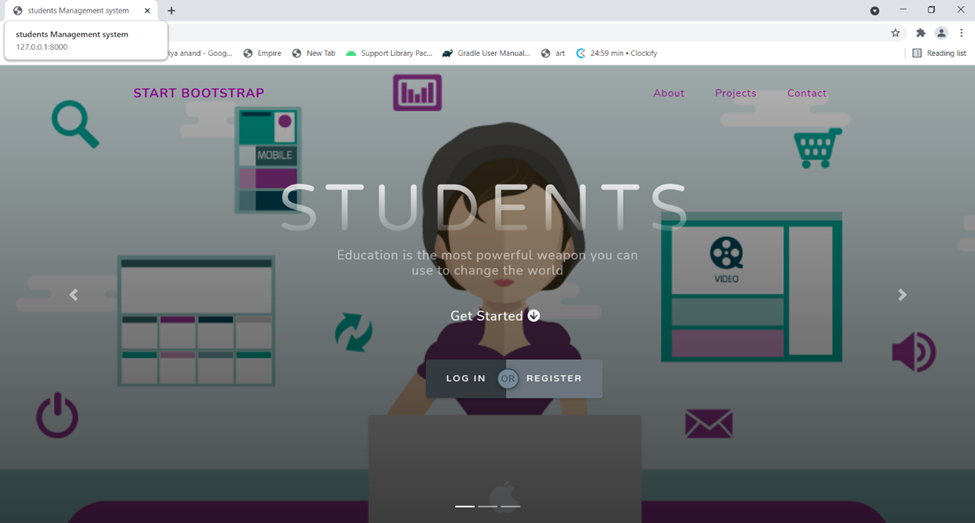 students Management system
students Management system
127.0.0.1:8000
iya anand - Goog...
Empire
New Tab
Support Library Pac...
Gradle User Manual...
art
24:59 min • Clockify
Reading list
START BOOTSTRAP
About
Projects
Contact
MOBILE
STUDENTS
Education is the most powerful weapon you can
use to change the world
VIDEO
Get Started
LOG IN OR REGISTER